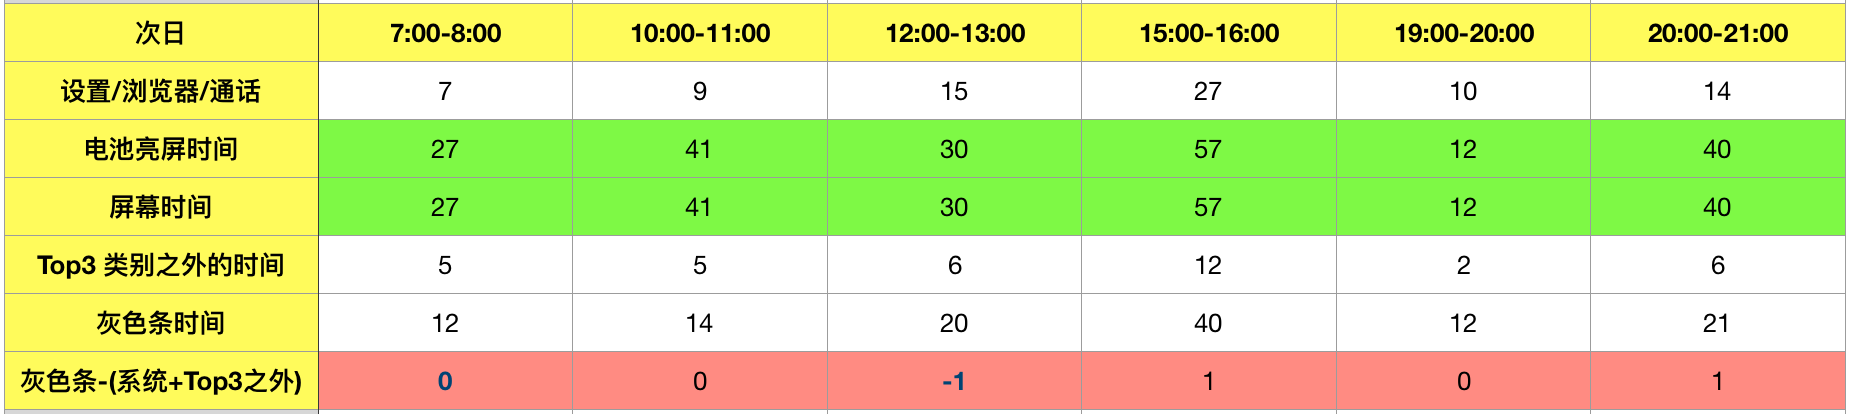 次日 7:00-8:00 10:00-11:00 12:00-13:00 15:00-16:00 19:00-20:00 20:00-21:00
设置/浏览器/通话 7 9 15 27 10 14
电池亮屏时间 27 41 30 57 12 40
屏幕时间 27 41 30 57 12 40
Top3 类别之外的时间 5 5 6 12 2 6
灰色条时间 12 14 20 40 12 21
灰色条-(系统+Top3之外) 0 0 -1 1 0 1